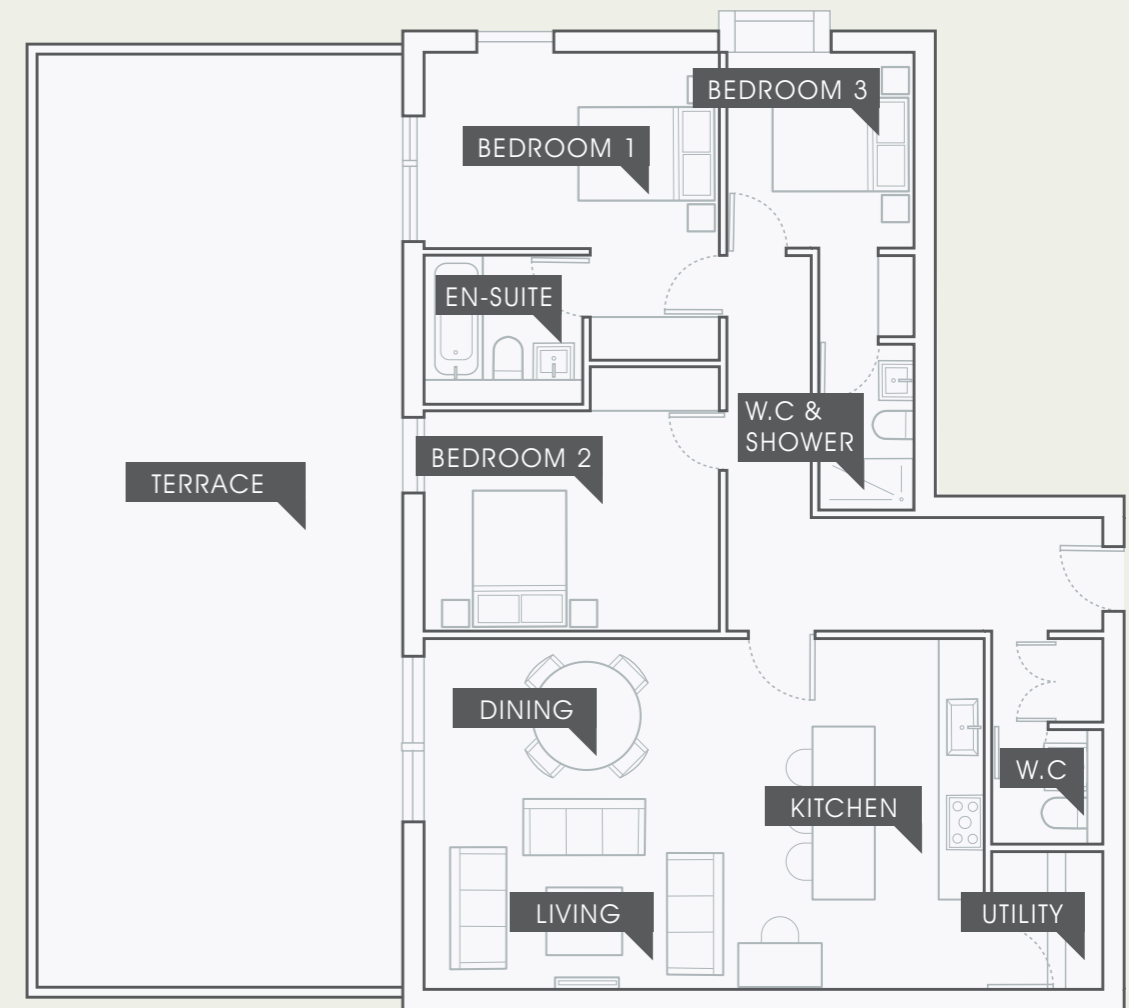 BEDROOM 3
BEDROOM 1
EN-SUITE
W.C &
SHOWER
BEDROOM 2
TERRACE
DINING
W.C
KITCHEN
LIVING
UTILITY